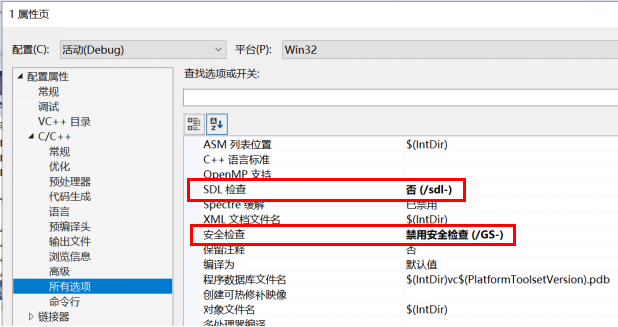 1 属性页
配置(C): 活动(Debug) 平台(P): Win32
配置属性
常规
调试
VC++ 目录
C/C++
常规
优化
预处理器
代码生成
语言
预编译头
输出文件
浏览信息
高级
所有选项
命令行
链接器
查找选项或开关:
ASM 列表位置 $(IntDir)
C++ 语言标准
OpenMP 支持
SDL 检查 否 (/sdl-)
Spectre 缓解 已禁用
XML 文档文件名 $(IntDir)
安全检查 禁用安全检查 (/GS-)
保留注释 否
编译为 默认值
程序数据库文件名 $(IntDir)vc$(PlatformToolsetVersion).pdb
创建可热修补映像
对象文件名 $(IntDir)
多处理器编译